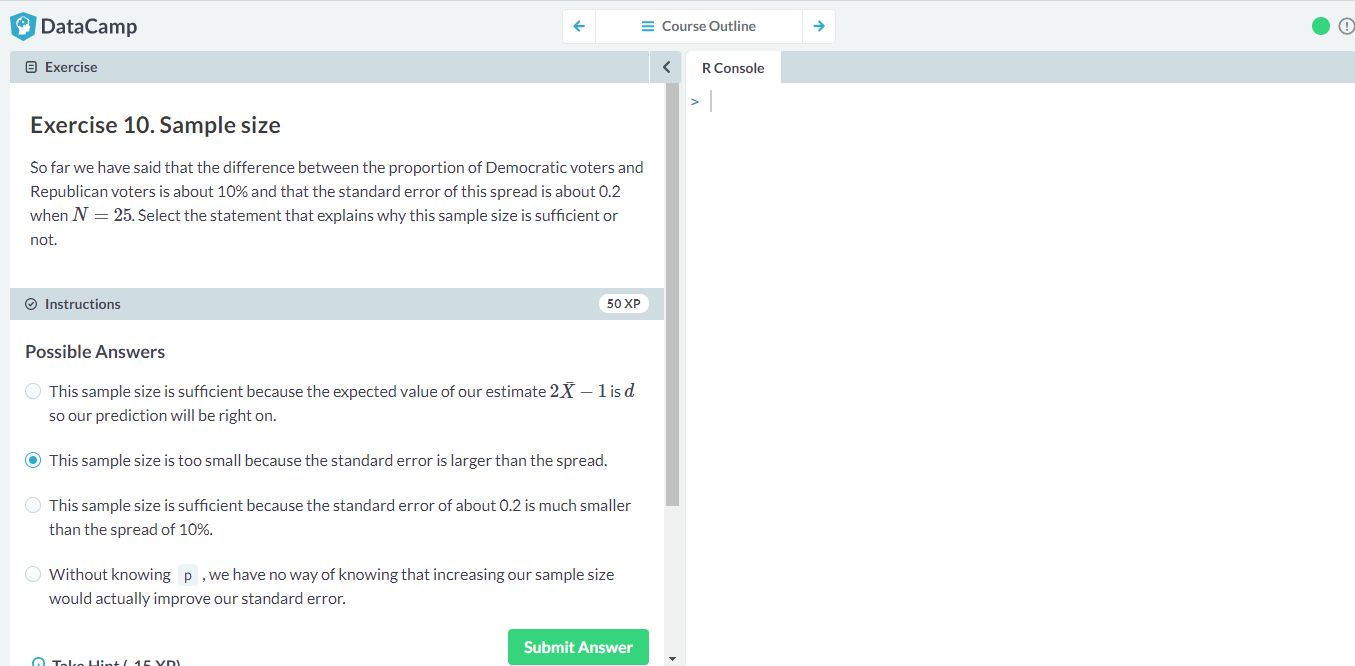 DataCamp
Course Outline
Exercise
R Console
>
Exercise 10. Sample size
So far we have said that the difference between the proportion of Democratic voters and
Republican voters is about 10% and that the standard error of this spread is about 0.2
when N = 25. Select the statement that explains why this sample size is sufficient or
not.
Instructions
50 XP
Possible Answers
This sample size is sufficient because the expected value of our estimate 2X̄ − 1 is d
so our prediction will be right on.
This sample size is too small because the standard error is larger than the spread.
This sample size is sufficient because the standard error of about 0.2 is much smaller
than the spread of 10%.
Without knowing p , we have no way of knowing that increasing our sample size
would actually improve our standard error.
Submit Answer
Take Hint (-15 XP)